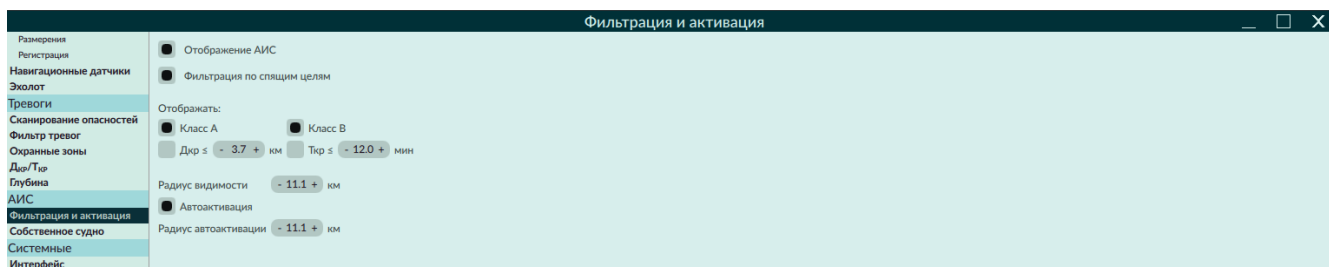 Фильтрация и активация
Размерения
Регистрация
Навигационные датчики
Эхолот
Тревоги
Сканирование опасностей
Фильтр тревог
Охранные зоны
Дкр/Ткр
Глубина
АИС
Фильтрация и активация
Собственное судно
Системные
Интерфейс
Отображение АИС
Фильтрация по спящим целям
Отображать:
Класс А Класс В
Дкр ≤ - 3.7 + км Ткр ≤ - 12.0 + мин
Радиус видимости - 11.1 + км
Автоактивация
Радиус автоактивации - 11.1 + км